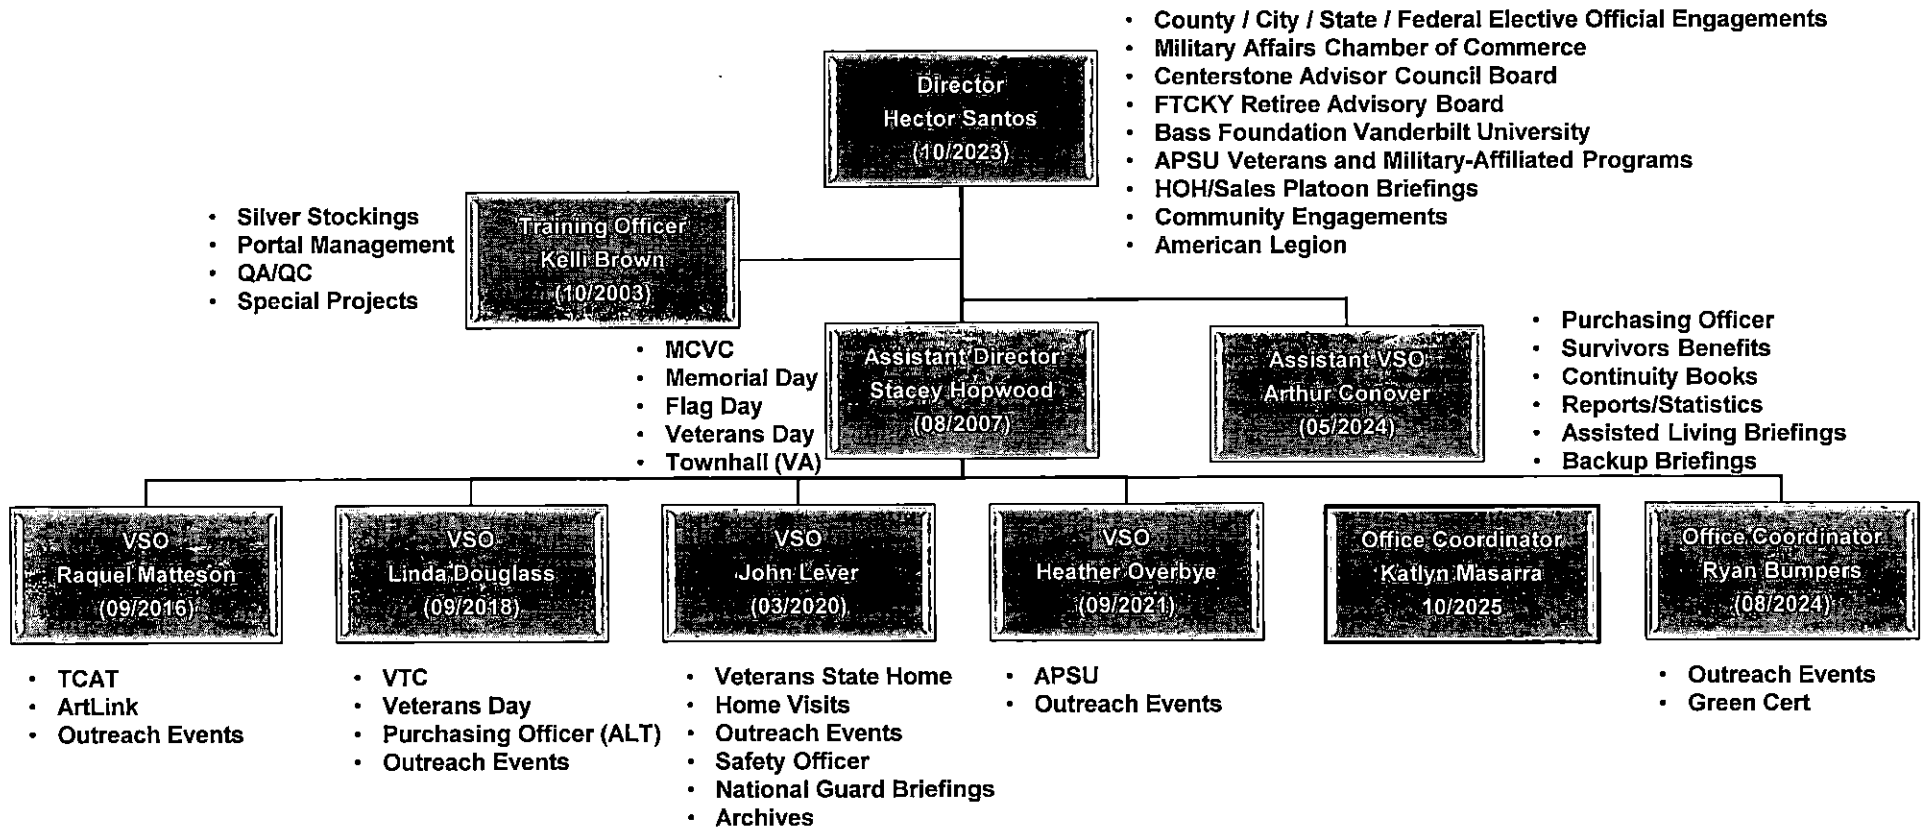 Director
Hector Santos
(10/2023)
• County / City / State / Federal Elective Official Engagements
• Military Affairs Chamber of Commerce
• Centerstone Advisor Council Board
• FTCKY Retiree Advisory Board
• Bass Foundation Vanderbilt University
• APSU Veterans and Military-Affiliated Programs
• HOH/Sales Platoon Briefings
• Community Engagements
• American Legion
• Silver Stockings
• Portal Management
• QA/QC
• Special Projects
Training Officer
Kelli Brown
(10/2003)
• MCVC
• Memorial Day
• Flag Day
• Veterans Day
• Townhall (VA)
Assistant Director
Stacey Hopwood
(08/2007)
Assistant VSO
Arthur Conover
(05/2024)
• Purchasing Officer
• Survivors Benefits
• Continuity Books
• Reports/Statistics
• Assisted Living Briefings
• Backup Briefings
VSO
Raquel Matteson
(09/2016)
VSO
Linda Douglass
(09/2018)
VSO
John Lever
(03/2020)
VSO
Heather Overbye
(09/2021)
Office Coordinator
Katlyn Masarra
10/2025
Office Coordinator
Ryan Bumpers
(08/2024)
• TCAT
• ArtLink
• Outreach Events
• VTC
• Veterans Day
• Purchasing Officer (ALT)
• Outreach Events
• Veterans State Home
• Home Visits
• Outreach Events
• Safety Officer
• National Guard Briefings
• Archives
• APSU
• Outreach Events
• Outreach Events
• Green Cert